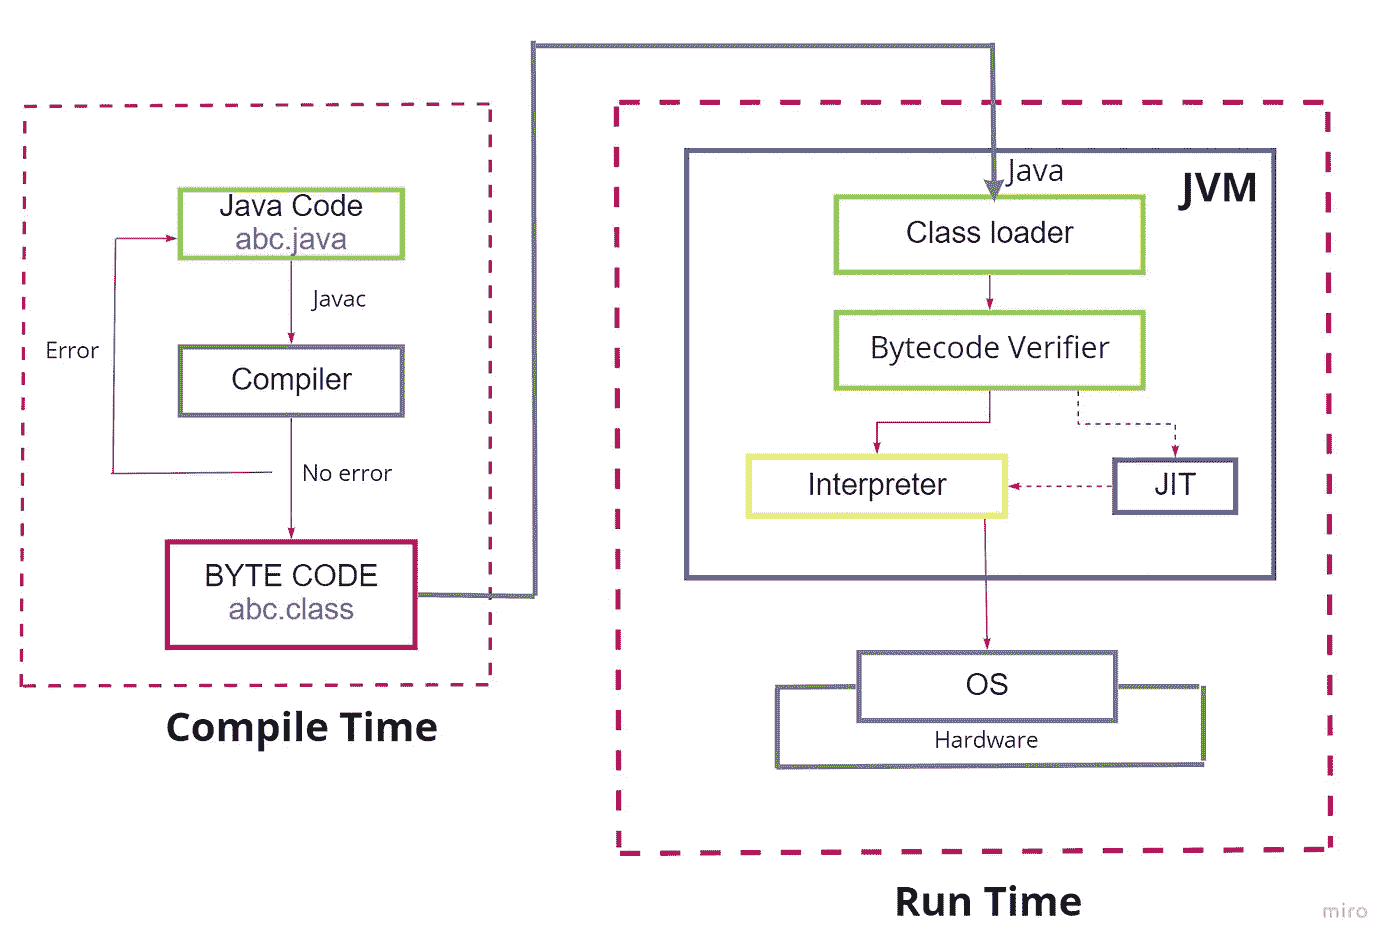 Java Code
abc.java
Javac
Error
Compiler
No error
BYTE CODE
abc.class
Compile Time
Java
JVM
Class loader
Bytecode Verifier
Interpreter
JIT
OS
Hardware
Run Time
miro